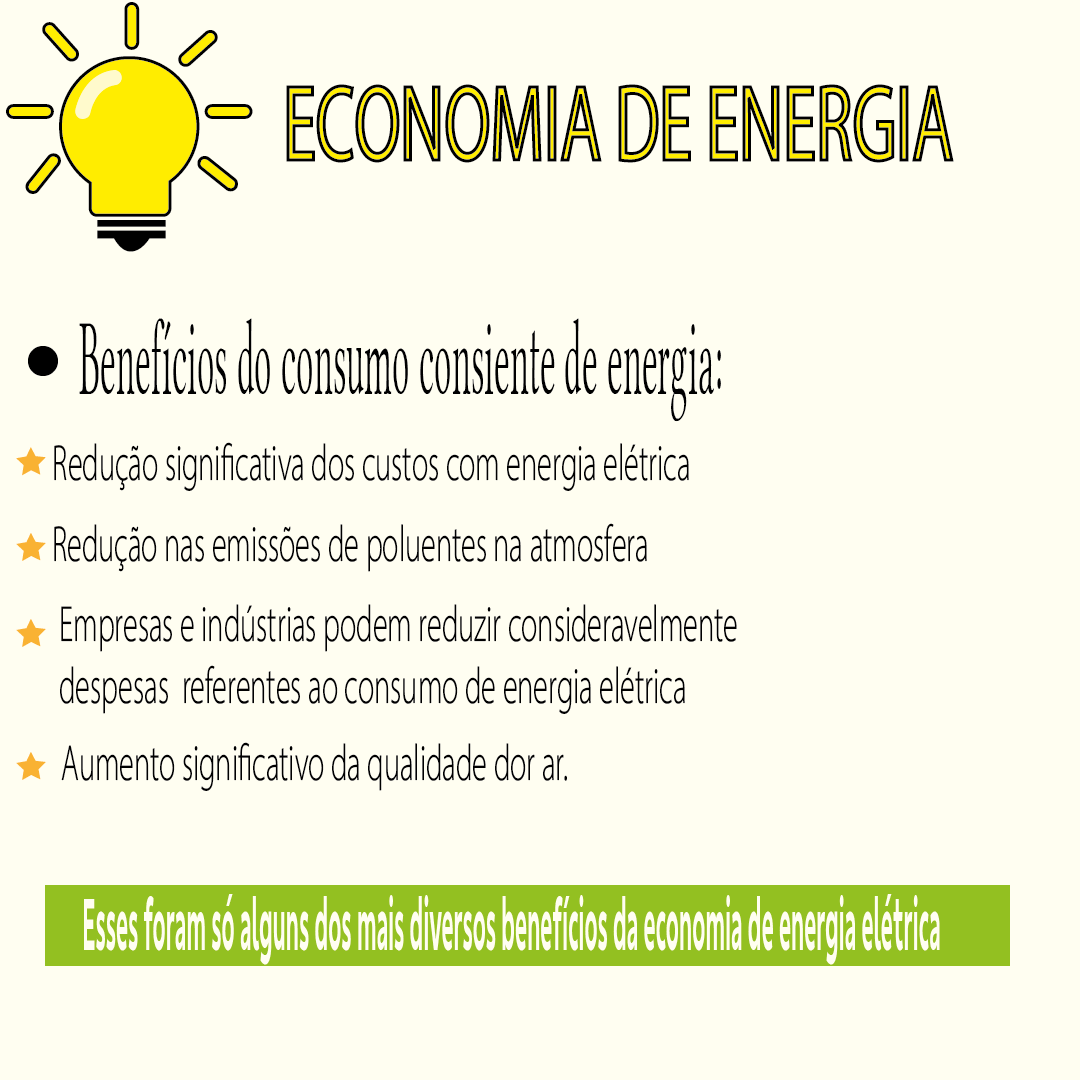 ECONOMIA DE ENERGIA
Benefícios do consumo consiente de energia:
Redução significativa dos custos com energia elétrica
Redução nas emissões de poluentes na atmosfera
Empresas e indústrias podem reduzir consideravelmente
despesas referentes ao consumo de energia elétrica
Aumento significativo da qualidade dor ar.
Esses foram só alguns dos mais diversos benefícios da economia de energia elétrica